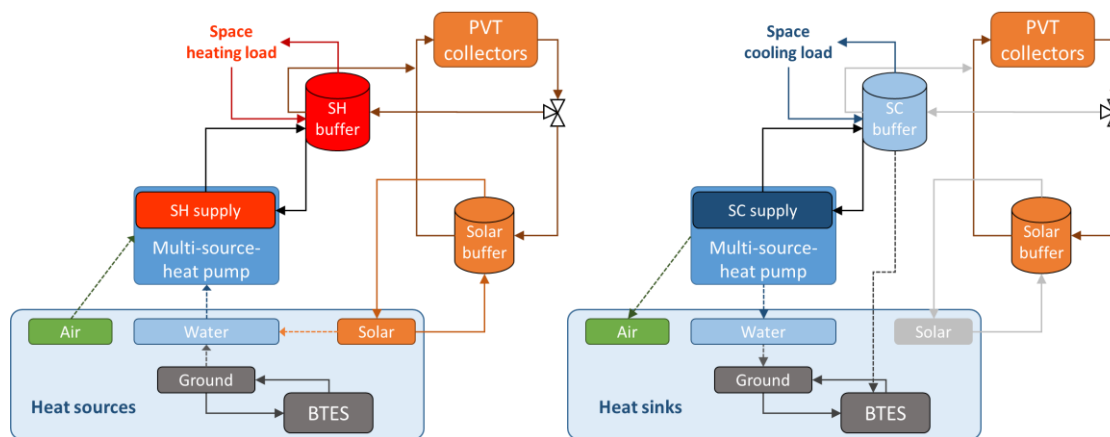 Space
heating load
PVT
collectors
SH
buffer
SH supply
Multi-source-
heat pump
Solar
buffer
Air
Water
Solar
Ground
BTES
Heat sources
Space
cooling load
PVT
collectors
SC
buffer
SC supply
Multi-source-
heat pump
Solar
buffer
Air
Water
Solar
Ground
BTES
Heat sinks